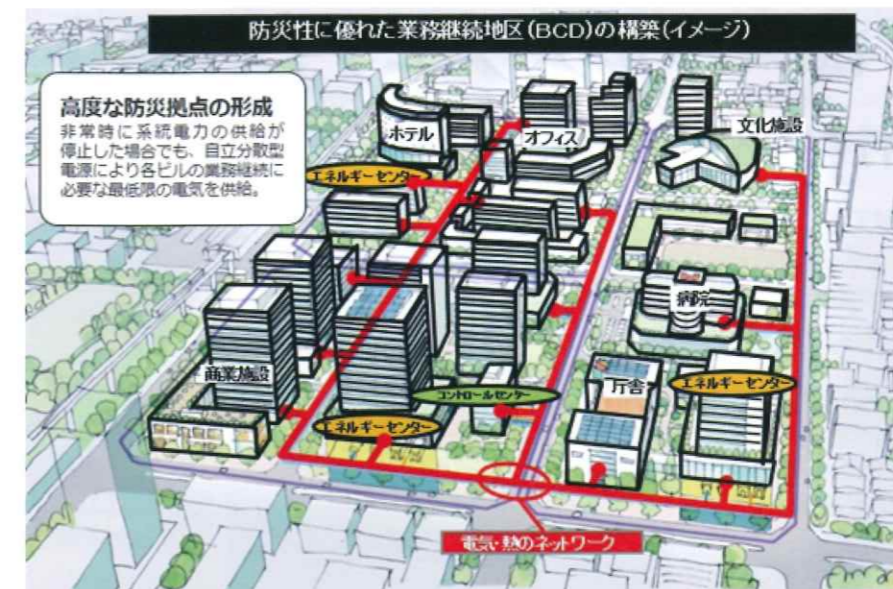 防災性に優れた業務継続地区(BCD)の構築(イメージ)
高度な防災拠点の形成
非常時に系統電力の供給が
停止した場合でも、自立分散型
電源により各ビルの業務継続に
必要な最低限の電気を供給。
ホテル
オフィス
文化施設
エネルギーセンター
病院
商業施設
コントロールセンター
庁舎
エネルギーセンター
エネルギーセンター
電気・熱のネットワーク